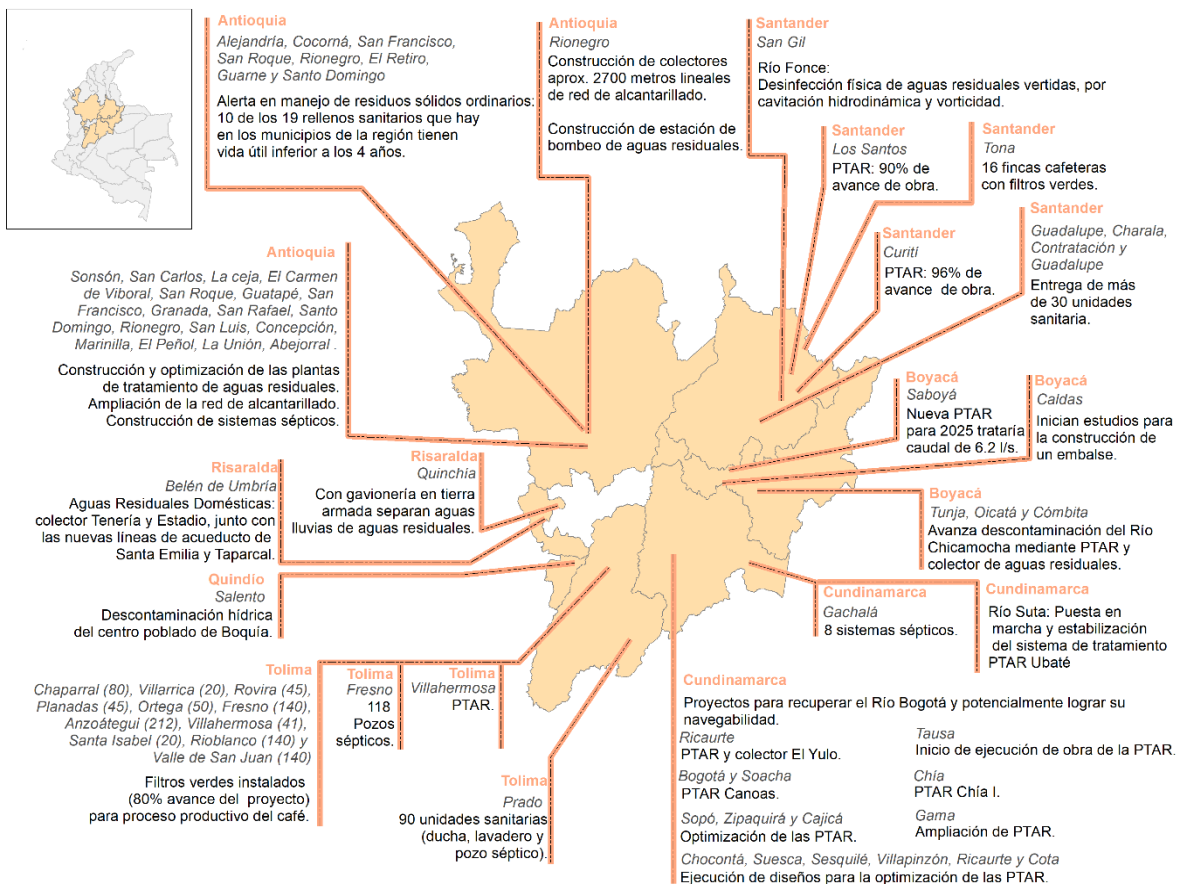 Antioquia
Alejandría, Cocorná, San Francisco,
San Roque, Rionegro, El Retiro,
Guarne y Santo Domingo
Alerta en manejo de residuos sólidos ordinarios:
10 de los 19 rellenos sanitarios que hay
en los municipios de la región tienen
vida útil inferior a los 4 años.
Antioquia
Rionegro
Construcción de colectores
aprox. 2700 metros lineales
de red de alcantarillado.
Construcción de estación de
bombeo de aguas residuales.
Santander
San Gil
Río Fonce:
Desinfección física de aguas residuales vertidas, por
cavitación hidrodinámica y vorticidad.
Santander
Los Santos
PTAR: 90% de
avance de obra.
Santander
Tona
16 fincas cafeteras
con filtros verdes.
Santander
Curití
PTAR: 96% de
avance de obra.
Santander
Guadalupe, Charala,
Contratación y
Guadalupe
Entrega de más
de 30 unidades
sanitaria.
Antioquia
Sonsón, San Carlos, La ceja, El Carmen
de Viboral, San Roque, Guatapé, San
Francisco, Granada, San Rafael, Santo
Domingo, Rionegro, San Luis, Concepción,
Marinilla, El Peñol, La Unión, Abejorral .
Construcción y optimización de las plantas
de tratamiento de aguas residuales.
Ampliación de la red de alcantarillado.
Construcción de sistemas sépticos.
Boyacá
Saboyá
Nueva PTAR
para 2025 trataría
caudal de 6.2 l/s.
Boyacá
Caldas
Inician estudios para
la construcción de
un embalse.
Risaralda
Belén de Umbría
Aguas Residuales Domésticas:
colector Tenería y Estadio, junto con
las nuevas líneas de acueducto de
Santa Emilia y Taparcal.
Risaralda
Quinchía
Con gavionería en tierra
armada separan aguas
lluvias de aguas residuales.
Boyacá
Tunja, Oicatá y Cómbita
Avanza descontaminación del Río
Chicamocha mediante PTAR y
colector de aguas residuales.
Quindío
Salento
Descontaminación hídrica
del centro poblado de Boquía.
Cundinamarca
Gachalà
8 sistemas sépticos.
Cundinamarca
Río Suta: Puesta en
marcha y estabilización
del sistema de tratamiento
PTAR Ubaté
Tolima
Chaparral (80), Villarrica (20), Rovira (45),
Planadas (45), Ortega (50), Fresno (140),
Anzoátegui (212), Villahermosa (41),
Santa Isabel (20), Rioblanco (140) y
Valle de San Juan (140)
Filtros verdes instalados
(80% avance del proyecto)
para proceso productivo del café.
Tolima
Fresno
118
Pozos
sépticos.
Tolima
Villahermosa
PTAR.
Tolima
Prado
90 unidades sanitarias
(ducha, lavadero y
pozo séptico).
Cundinamarca
Proyectos para recuperar el Río Bogotá y potencialmente lograr su
navegabilidad.
Ricaurte
PTAR y colector El Yulo.
Tausa
Inicio de ejecución de obra de la PTAR.
Bogotá y Soacha
PTAR Canoas.
Chía
PTAR Chía I.
Sopó, Zipaquirá y Cajicá
Optimización de las PTAR.
Gama
Ampliación de PTAR.
Chocontá, Suesca, Sesquilé, Villapinzón, Ricaurte y Cota
Ejecución de diseños para la optimización de las PTAR.